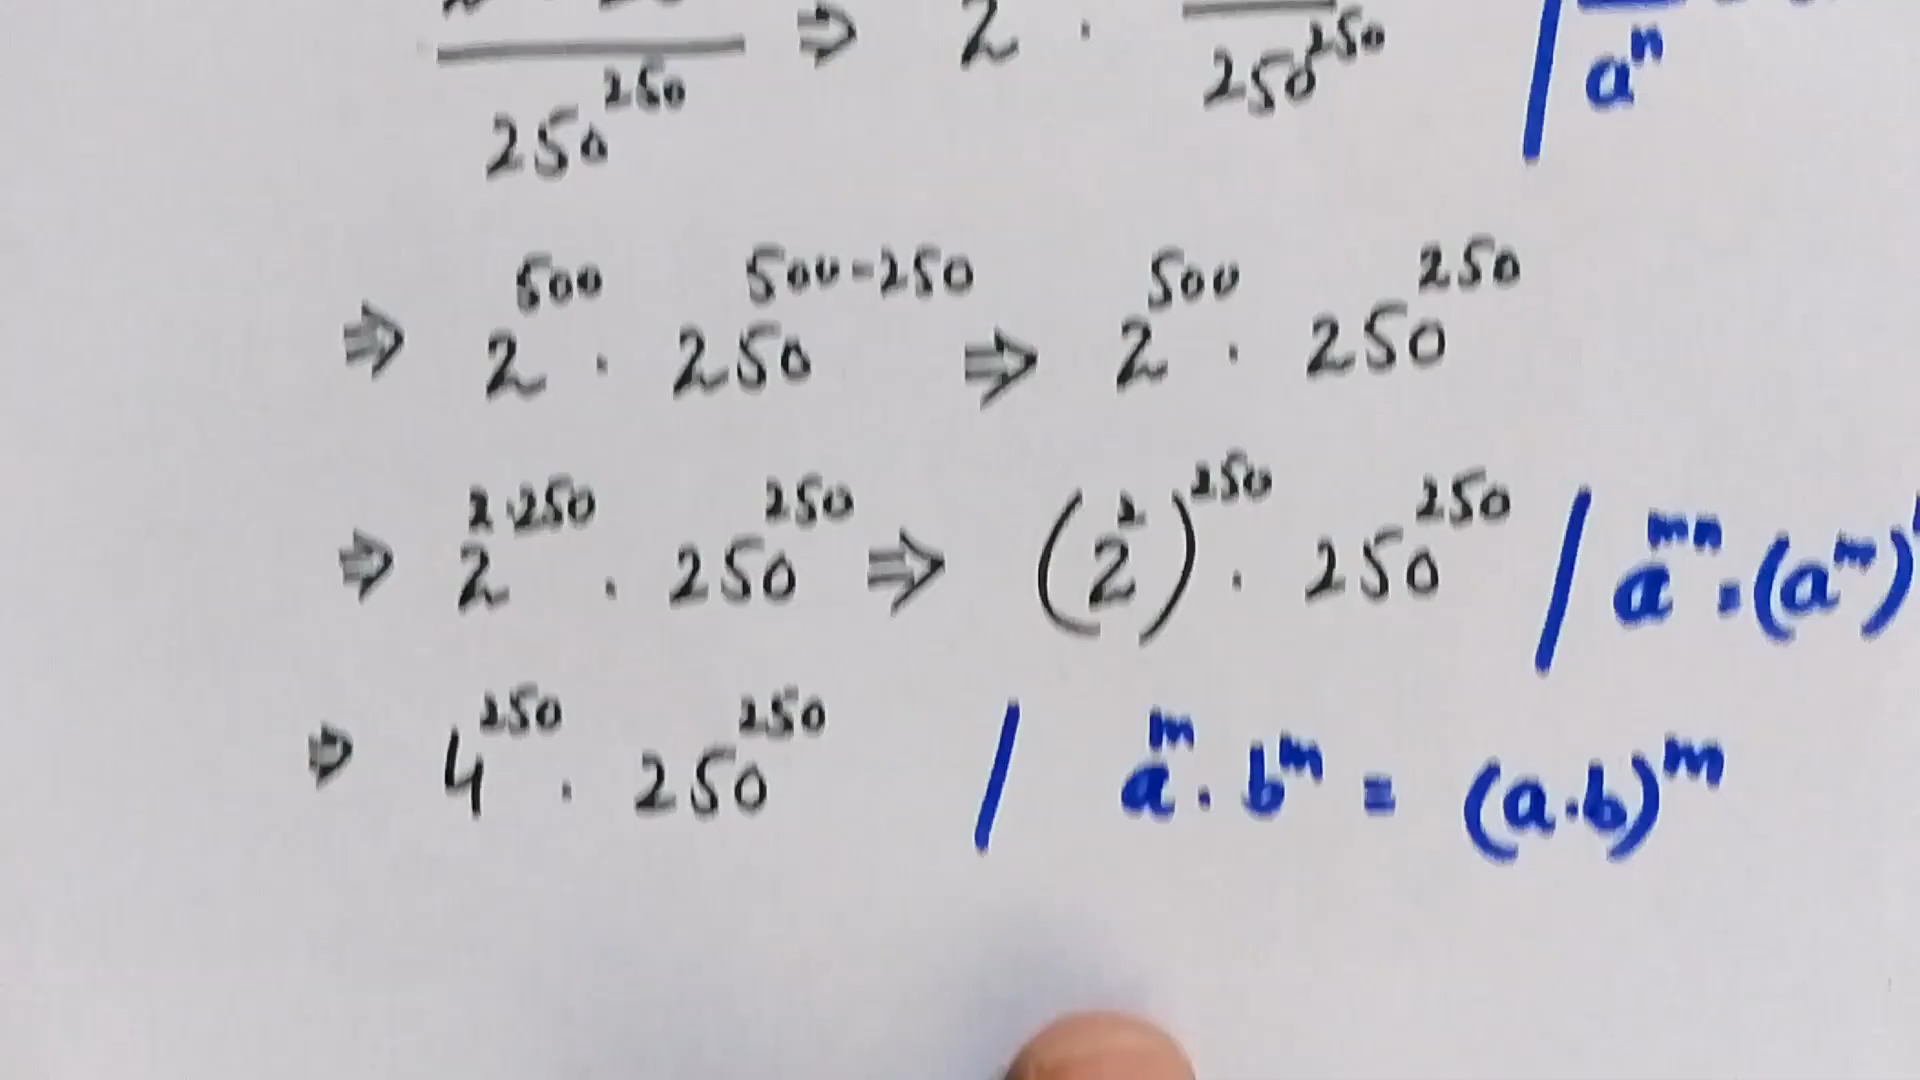 250^250 ⇒ 2 · 250^250 / a^n
⇒ 2^500 · 250^500-250 ⇒ 2^500 · 250^250
⇒ 2^2·250 · 250^250 ⇒ (2^2)^250 · 250^250 / a^mn = (a^m)
⇒ 4^250 · 250^250 / a^m · b^m = (a·b)^m